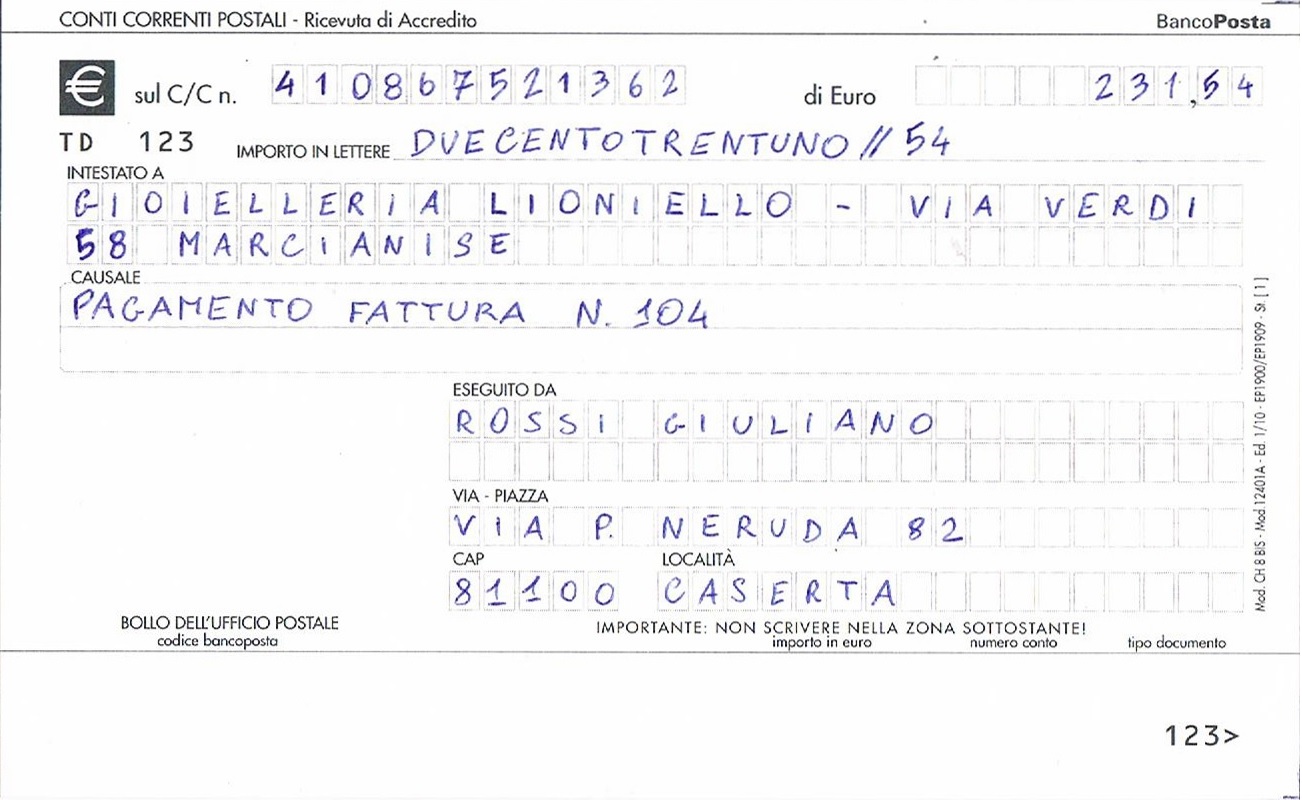 CONTI CORRENTI POSTALI - Ricevuta di Accredito BancoPosta
€ sul C/C n. 410867521362 di Euro 231,54
TD 123 IMPORTO IN LETTERE DUECENTOTRENTUNO // 54
INTESTATO A
GIOIELLERIA LIONIELLO - VIA VERDI
58 MARCIANISE
CAUSALE
PAGAMENTO FATTURA N. 104
ESEGUITO DA
ROSSI GIULIANO
VIA - PIAZZA
VIA P. NERUDA 82
CAP LOCALITÀ
81100 CASERTA
BOLLO DELL'UFFICIO POSTALE
codice bancoposta
IMPORTANTE: NON SCRIVERE NELLA ZONA SOTTOSTANTE!
importo in euro numero conto tipo documento
123>
Mod. CH 8 BIS - Mod.112401A - Ed. 1/10 - EP1900/EP1909 - St. [1]